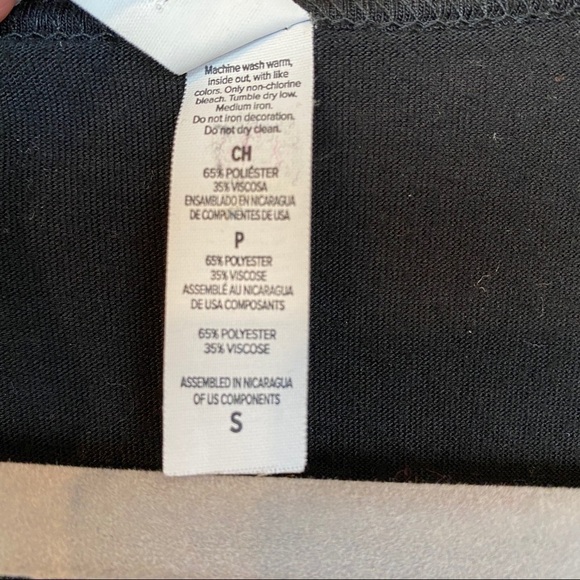 Machine wash warm,
inside out, with like
colors. Only non-chlorine
bleach. Tumble dry low.
Medium iron.
Do not iron decoration.
Do not dry clean.
CH
65% POLIÉSTER
35% VISCOSA
ENSAMBLADO EN NICARAGUA
DE COMPONENTES DE USA
P
65% POLYESTER
35% VISCOSE
ASSEMBLÉ AU NICARAGUA
DE USA COMPOSANTS
65% POLYESTER
35% VISCOSE
ASSEMBLED IN NICARAGUA
OF US COMPONENTS
S